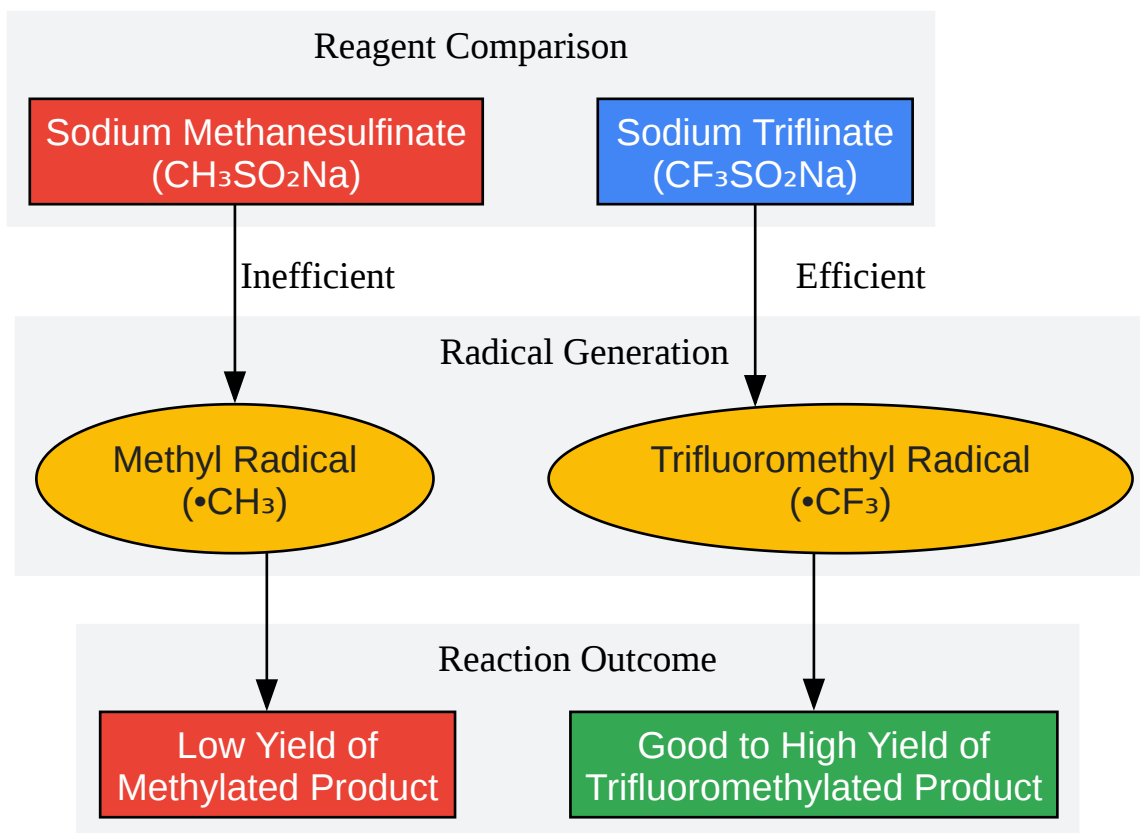 Reagent Comparison
Sodium Methanesulfinate
(CH₃SO₂Na)
Sodium Triflinate
(CF₃SO₂Na)
Inefficient
Efficient
Radical Generation
Methyl Radical
(•CH₃)
Trifluoromethyl Radical
(•CF₃)
Reaction Outcome
Low Yield of
Methylated Product
Good to High Yield of
Trifluoromethylated Product